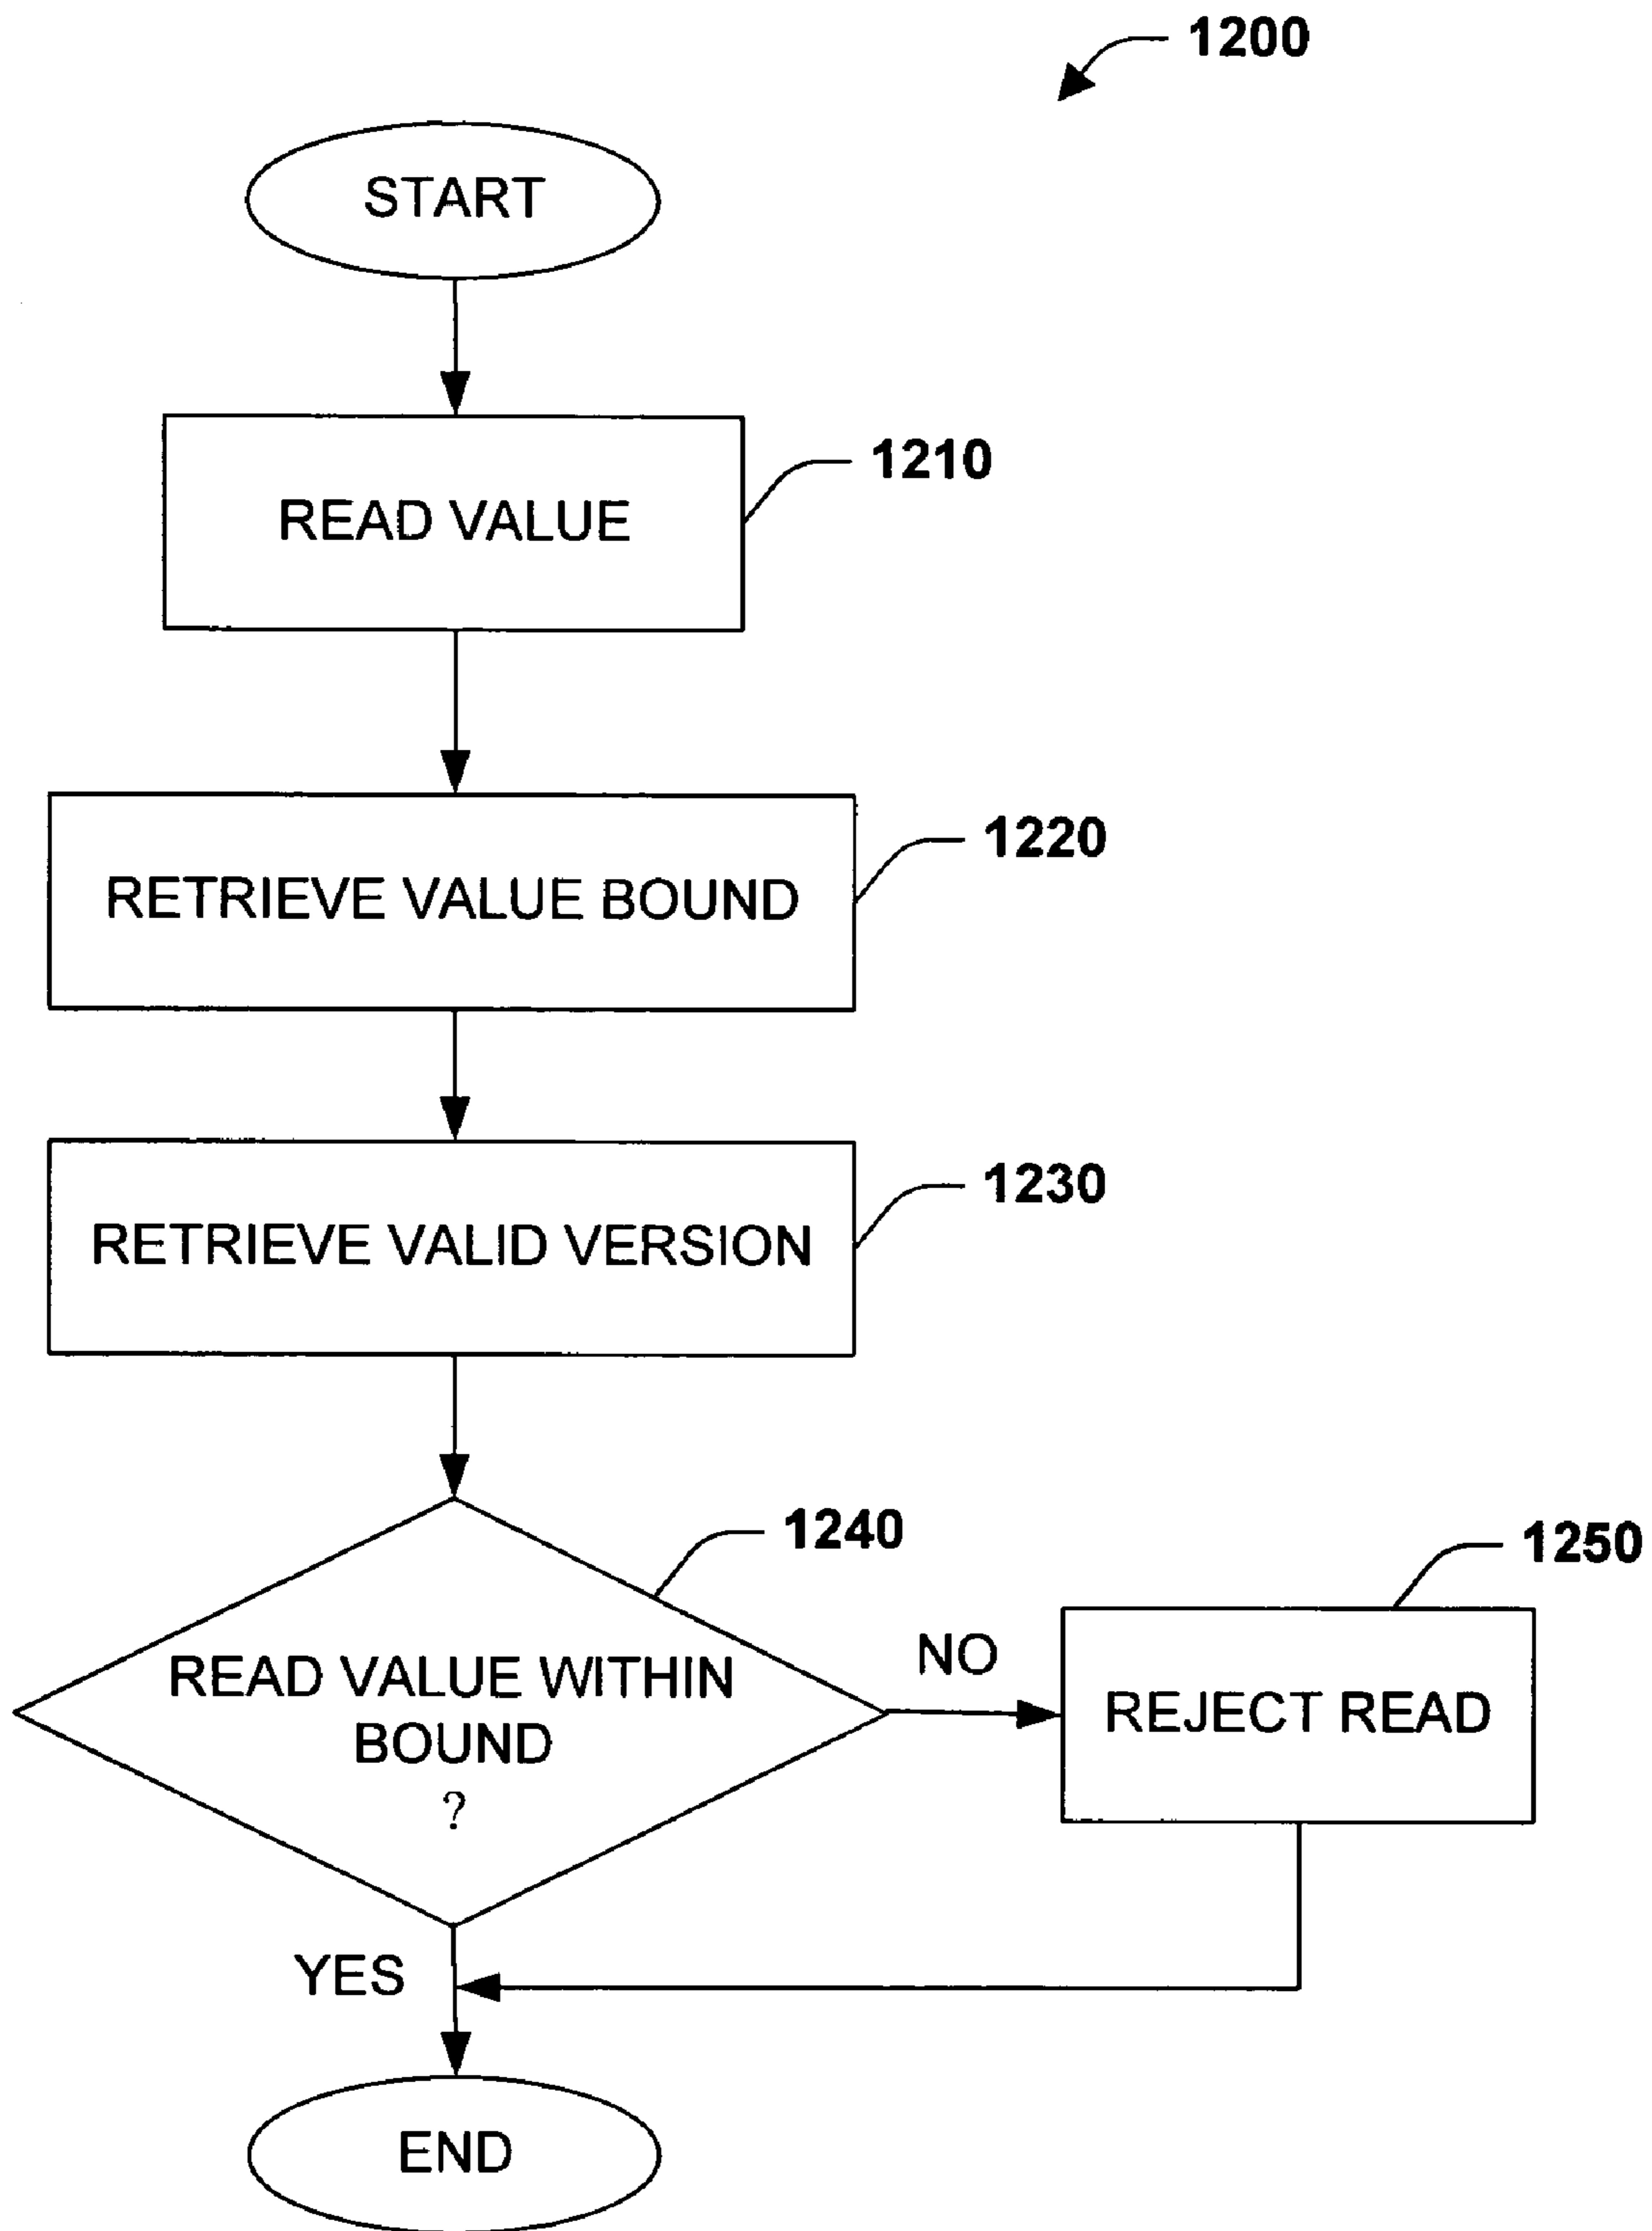 1200
START
1210
READ VALUE
1220
RETRIEVE VALUE BOUND
1230
RETRIEVE VALID VERSION
1240
1250
READ VALUE WITHIN
BOUND
?
NO
REJECT READ
YES
END